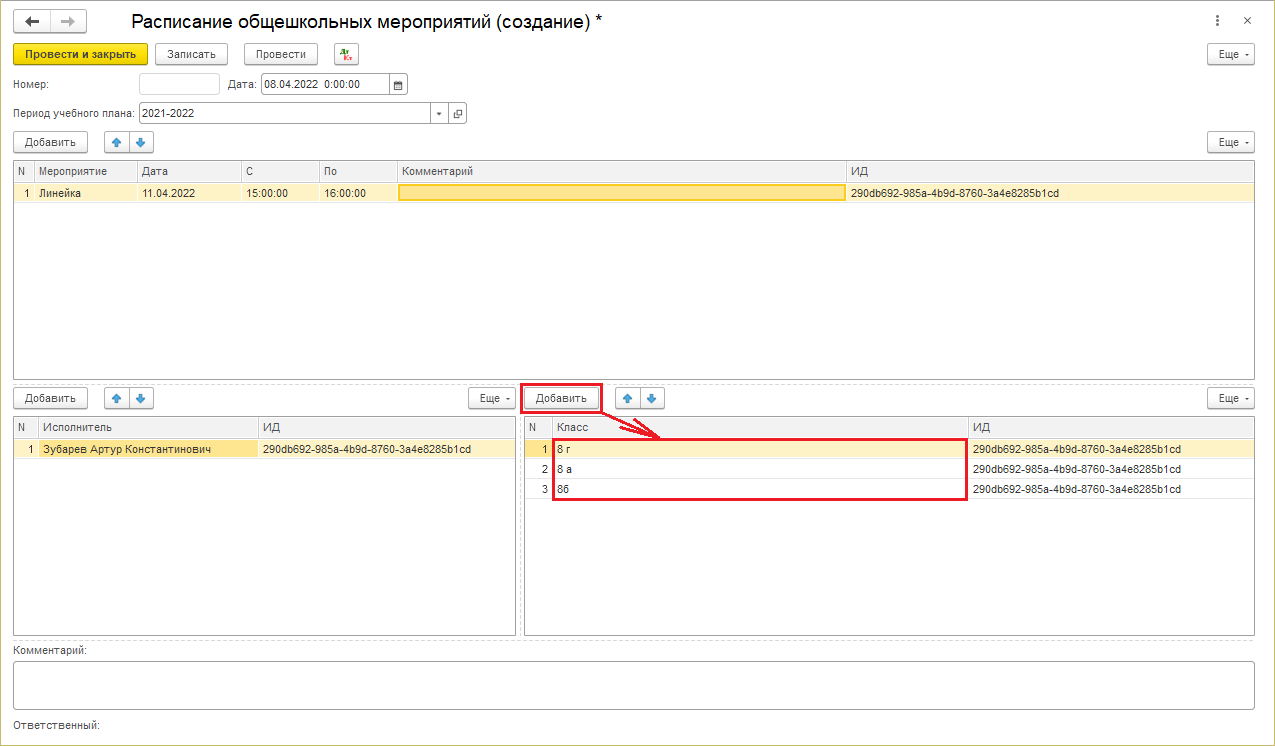 Расписание общешкольных мероприятий (создание) *
Провести и закрыть Записать Провести Дт Кт Еще
Номер: Дата: 08.04.2022 0:00:00
Период учебного плана: 2021-2022
Добавить Еще
N Мероприятие Дата С По Комментарий ИД
1 Линейка 11.04.2022 15:00:00 16:00:00 290db692-985a-4b9d-8760-3a4e8285b1cd
Добавить Еще Добавить Еще
N Исполнитель ИД N Класс ИД
1 Зубарев Артур Константинович 290db692-985a-4b9d-8760-3a4e8285b1cd 1 8 г 290db692-985a-4b9d-8760-3a4e8285b1cd
2 8 а 290db692-985a-4b9d-8760-3a4e8285b1cd
3 8б 290db692-985a-4b9d-8760-3a4e8285b1cd
Комментарий:
Ответственный: